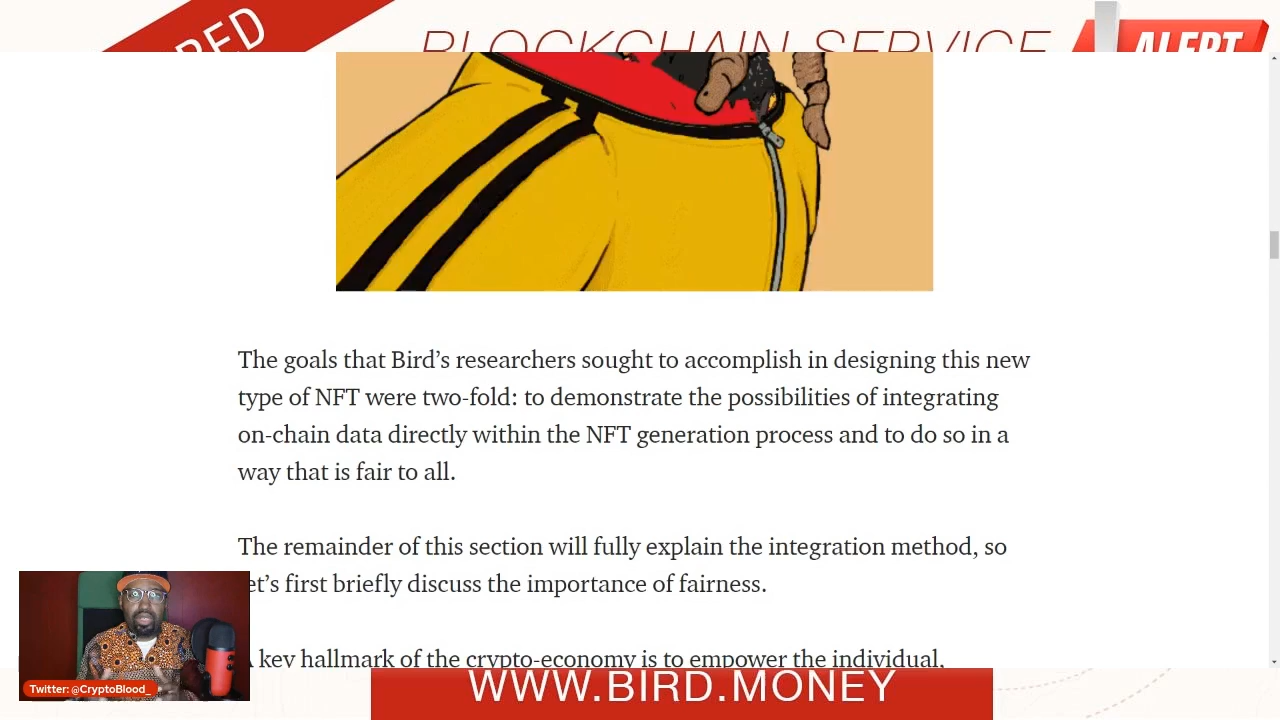 BLOCKCHAIN SERVICE
ALERT
The goals that Bird’s researchers sought to accomplish in designing this new
type of NFT were two-fold: to demonstrate the possibilities of integrating
on-chain data directly within the NFT generation process and to do so in a
way that is fair to all.
The remainder of this section will fully explain the integration method, so
let’s first briefly discuss the importance of fairness.
A key hallmark of the crypto-economy is to empower the individual,
Twitter: @CryptoBlood_
WWW.BIRD.MONEY